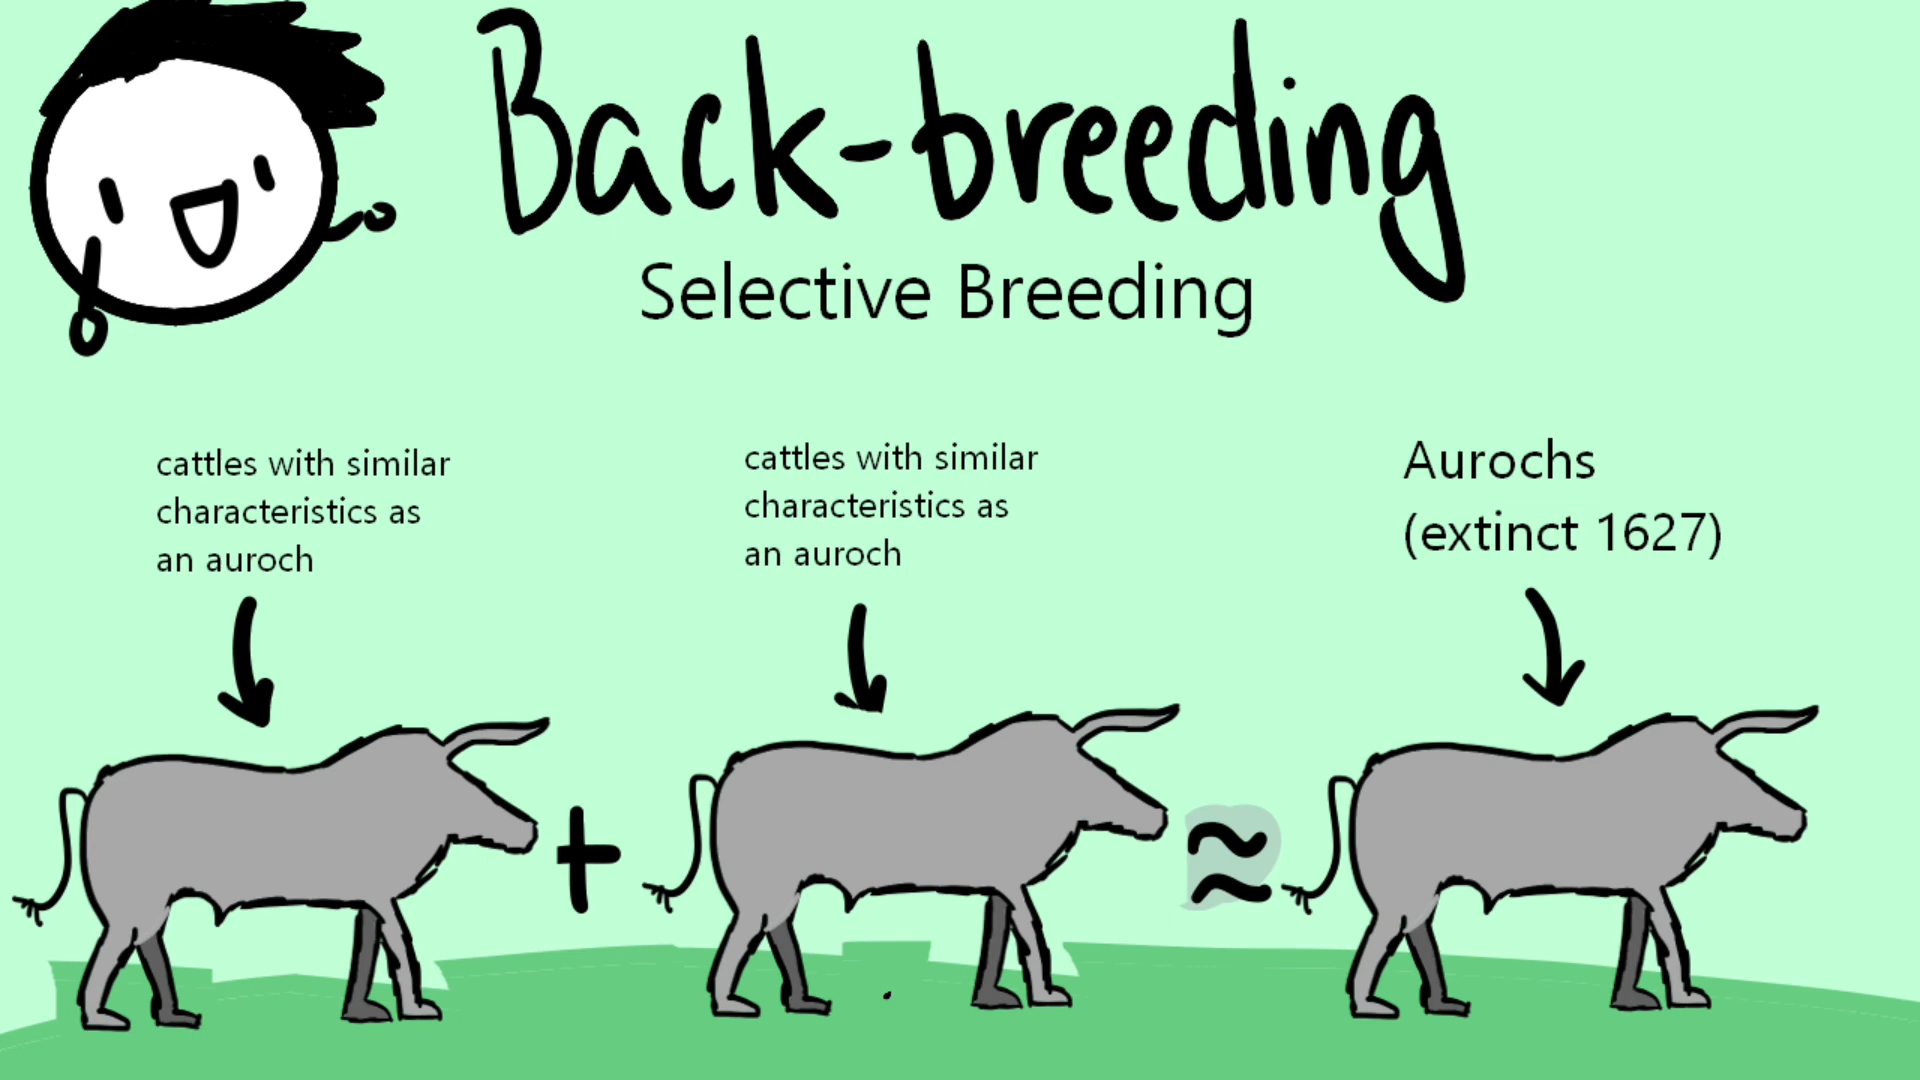 Back-breeding
Selective Breeding
cattles with similar
characteristics as
an auroch
cattles with similar
characteristics as
an auroch
Aurochs
(extinct 1627)
+
≈